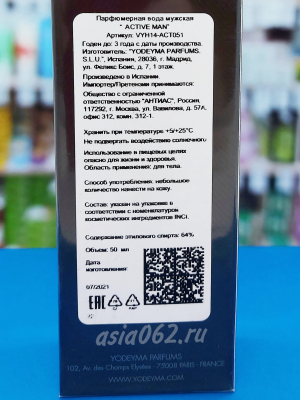 Парфюмерная вода мужская
" ACTIVE MAN"
Артикул: VYH14-ACT051
Годен до 3 года с даты производства.
Изготовитель: "YODEYMA PARFUMS.
S.L.U.", Испания, 28036, г. Мадрид,
ул. Феликс Боис, д. 7, 1 этаж.
Произведено в Испании.
Импортер/Претензии принимаются:
Общество с ограниченной
ответственностью "АНТИАС", Россия,
117292, г. Москва, ул. Вавилова, д. 57А,
офис 312, комн. 312-1.
Хранить при температуре +5/+25°С
Не подвергать воздействию солнечного
Использование в пищевых целях
опасно для жизни и здоровья.
Область применения: для тела.
Способ употребления: небольшое
количество нанести на кожу.
Состав: указан на упаковке в
соответствии с номенклатурой
косметических ингредиентов INCI.
Содержание этилового спирта: 64%
Объем: 50 мл
Дата
изготовления:
07/2021
EAC
asia062.ru
YODEYMA PARFUMS
102, Av. des Champs Elysées - 75008 PARIS - FRANCE
WWW.YODEYMA.COM